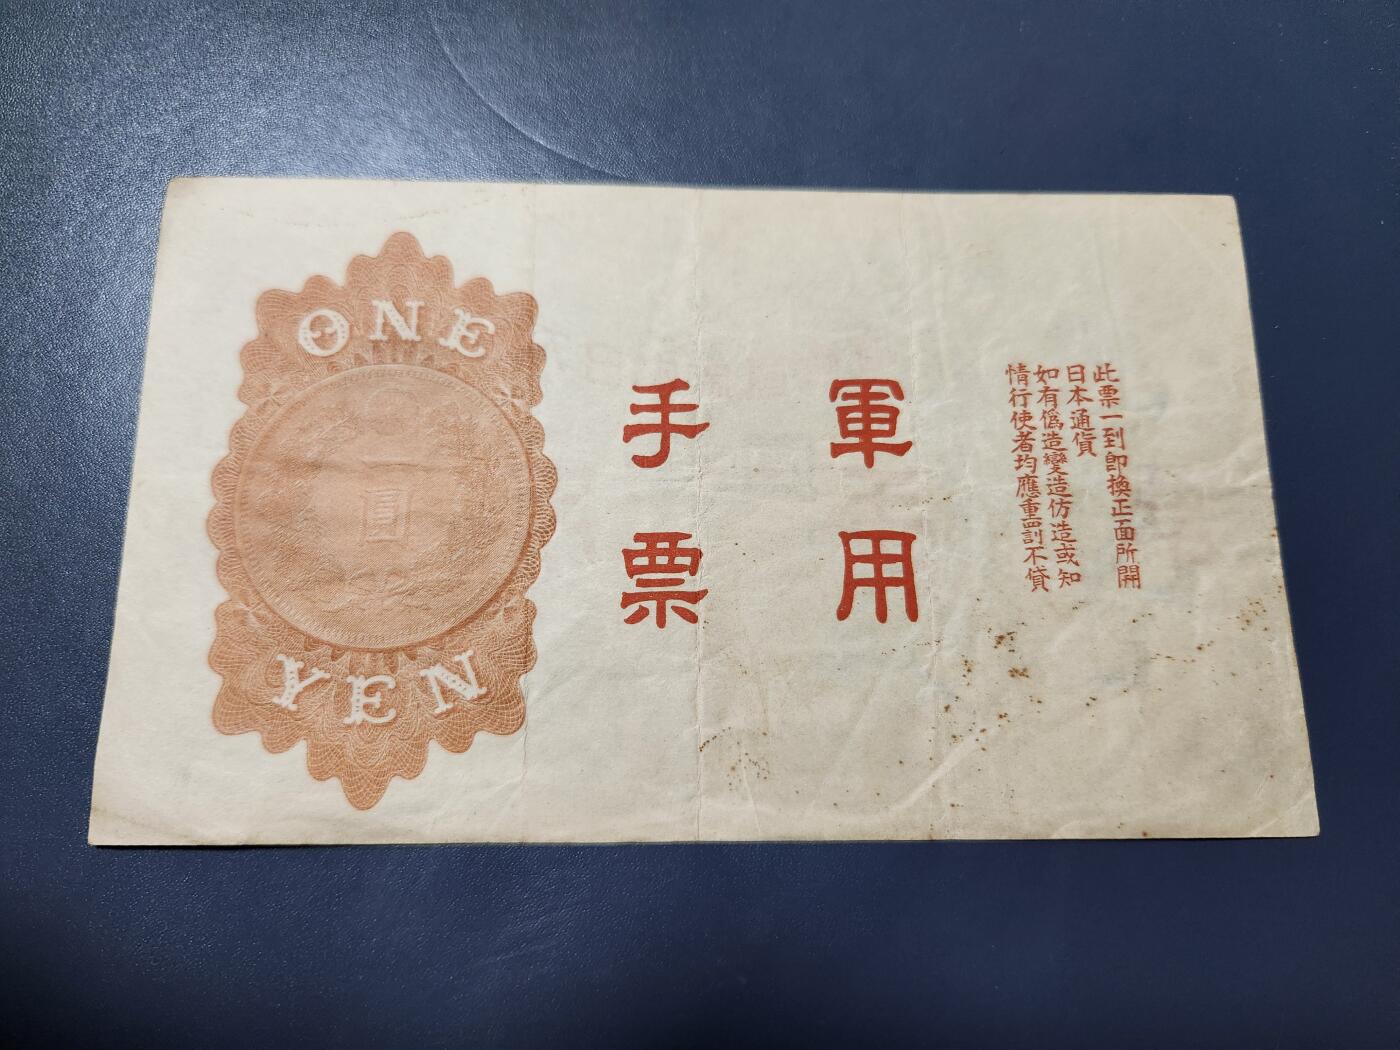 此票一到卽換正面所開
日本通貨
如有僞造變造仿造或知
情行使者均應重罰不貸
軍用
手票
ONE
一圓
YEN